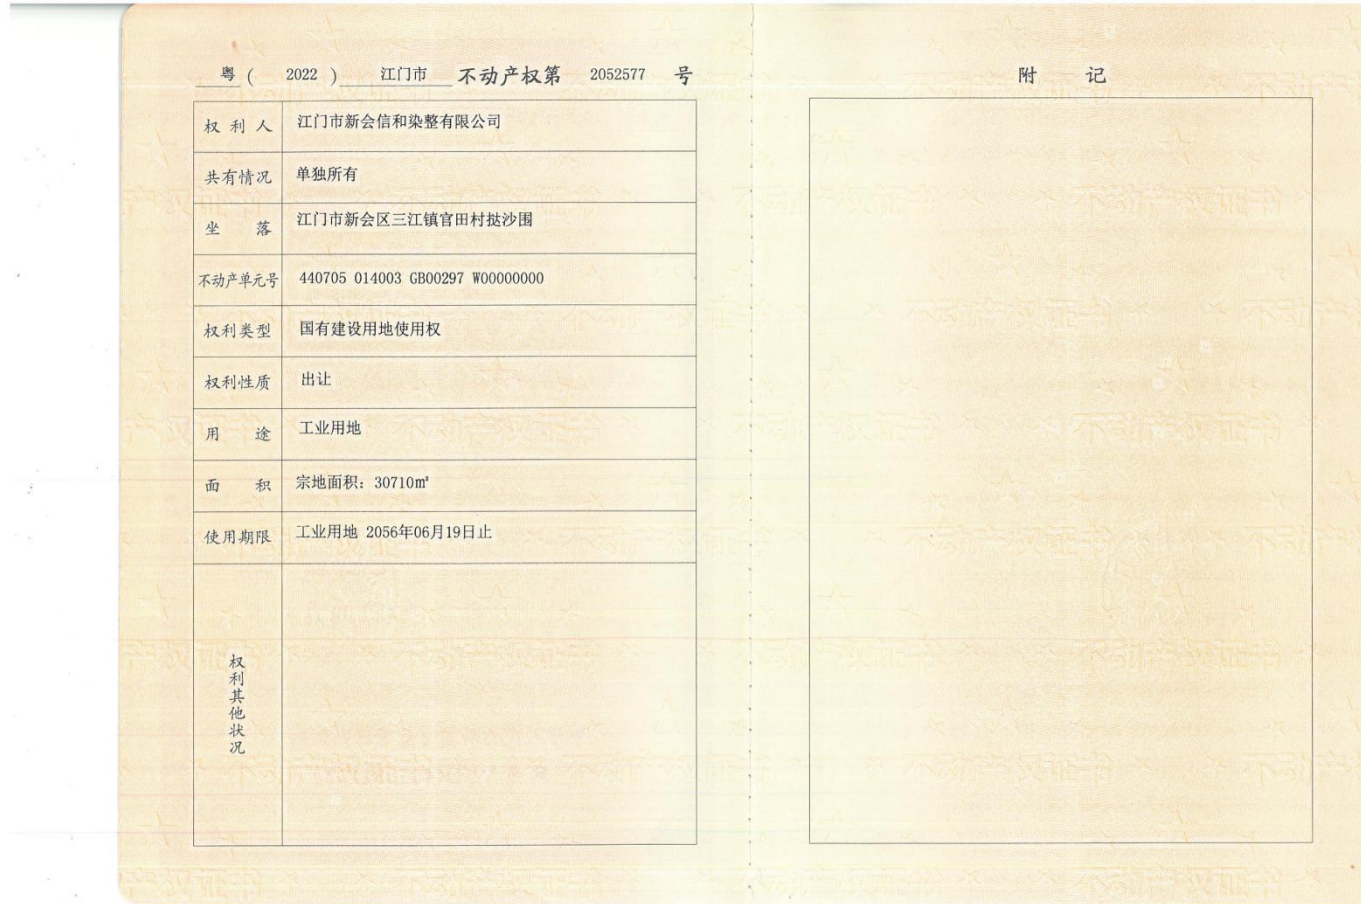 粤（ 2022 ） 江门市 不动产权第 2052577 号
权利人 江门市新会信和染整有限公司
共有情况 单独所有
坐落 江门市新会区三江镇官田村挞沙围
不动产单元号 440705 014003 GB00297 W00000000
权利类型 国有建设用地使用权
权利性质 出让
用途 工业用地
面积 宗地面积：30710㎡
使用期限 工业用地 2056年06月19日止
权利其他状况
附记